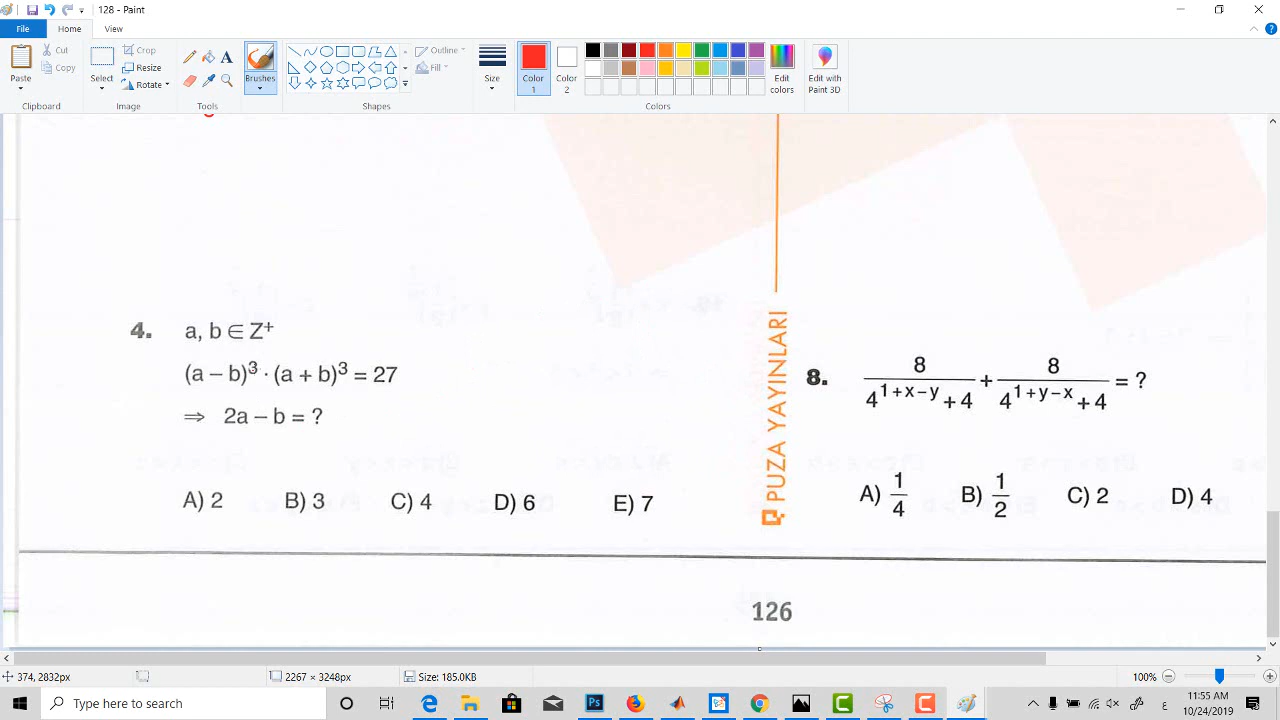 128 - Paint
File Home View
Paste
Cut
Copy
Clipboard
Select
Crop
Resize
Rotate
Image
Tools
Brushes
Shapes
Outline
Fill
Size
Color 1
Color 2
Edit colors
Colors
Edit with Paint 3D
4. a, b ∈ Z⁺
(a – b)³ · (a + b)³ = 27
⇒ 2a – b = ?
A) 2 B) 3 C) 4 D) 6 E) 7
PUZA YAYINLARI
8. 8/(4^(1+x–y) + 4) + 8/(4^(1+y–x) + 4) = ?
A) 1/4 B) 1/2 C) 2 D) 4
126
374, 2832px
2267 × 3248px
Size: 185.0KB
100%
Type here to search
11:55 AM
10/24/2019